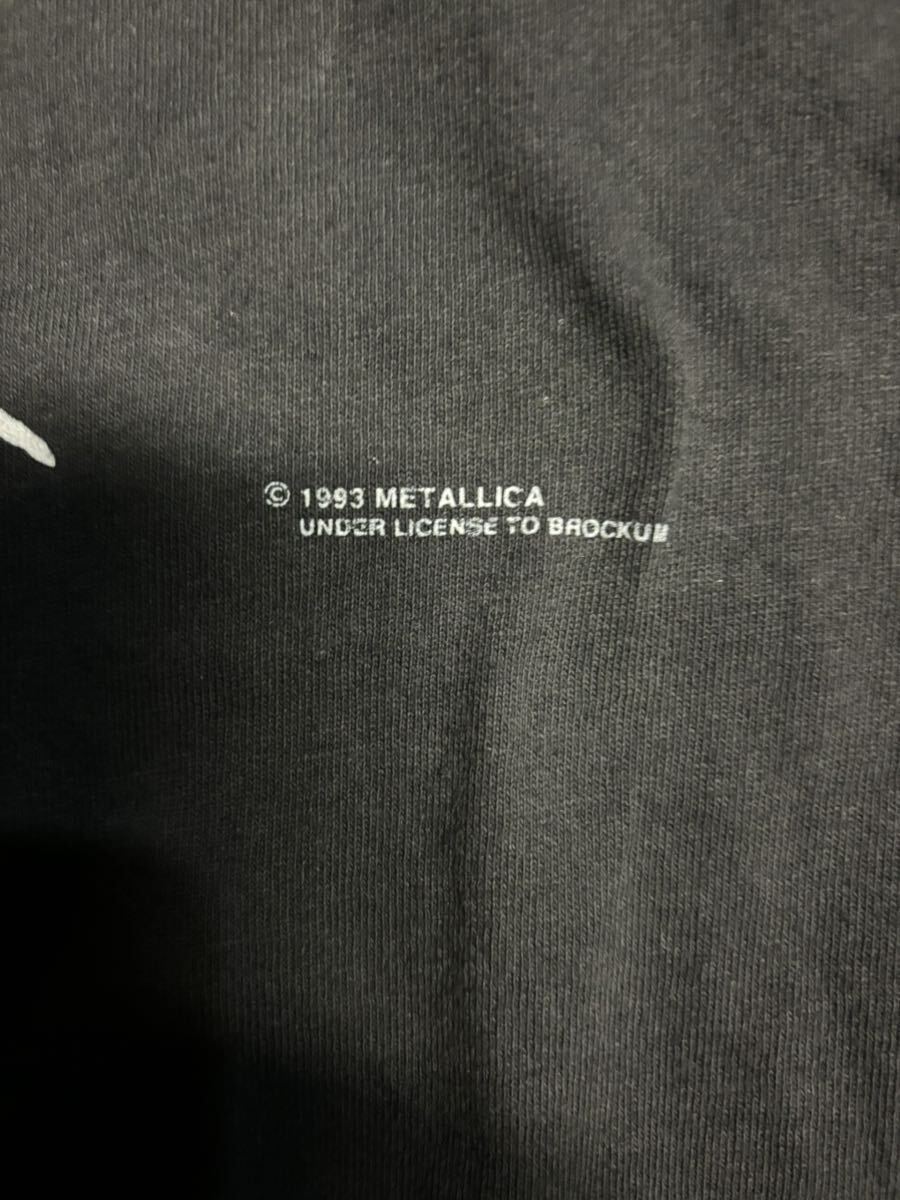 © 1993 METALLICA
UNDER LICENSE TO BROCKUM